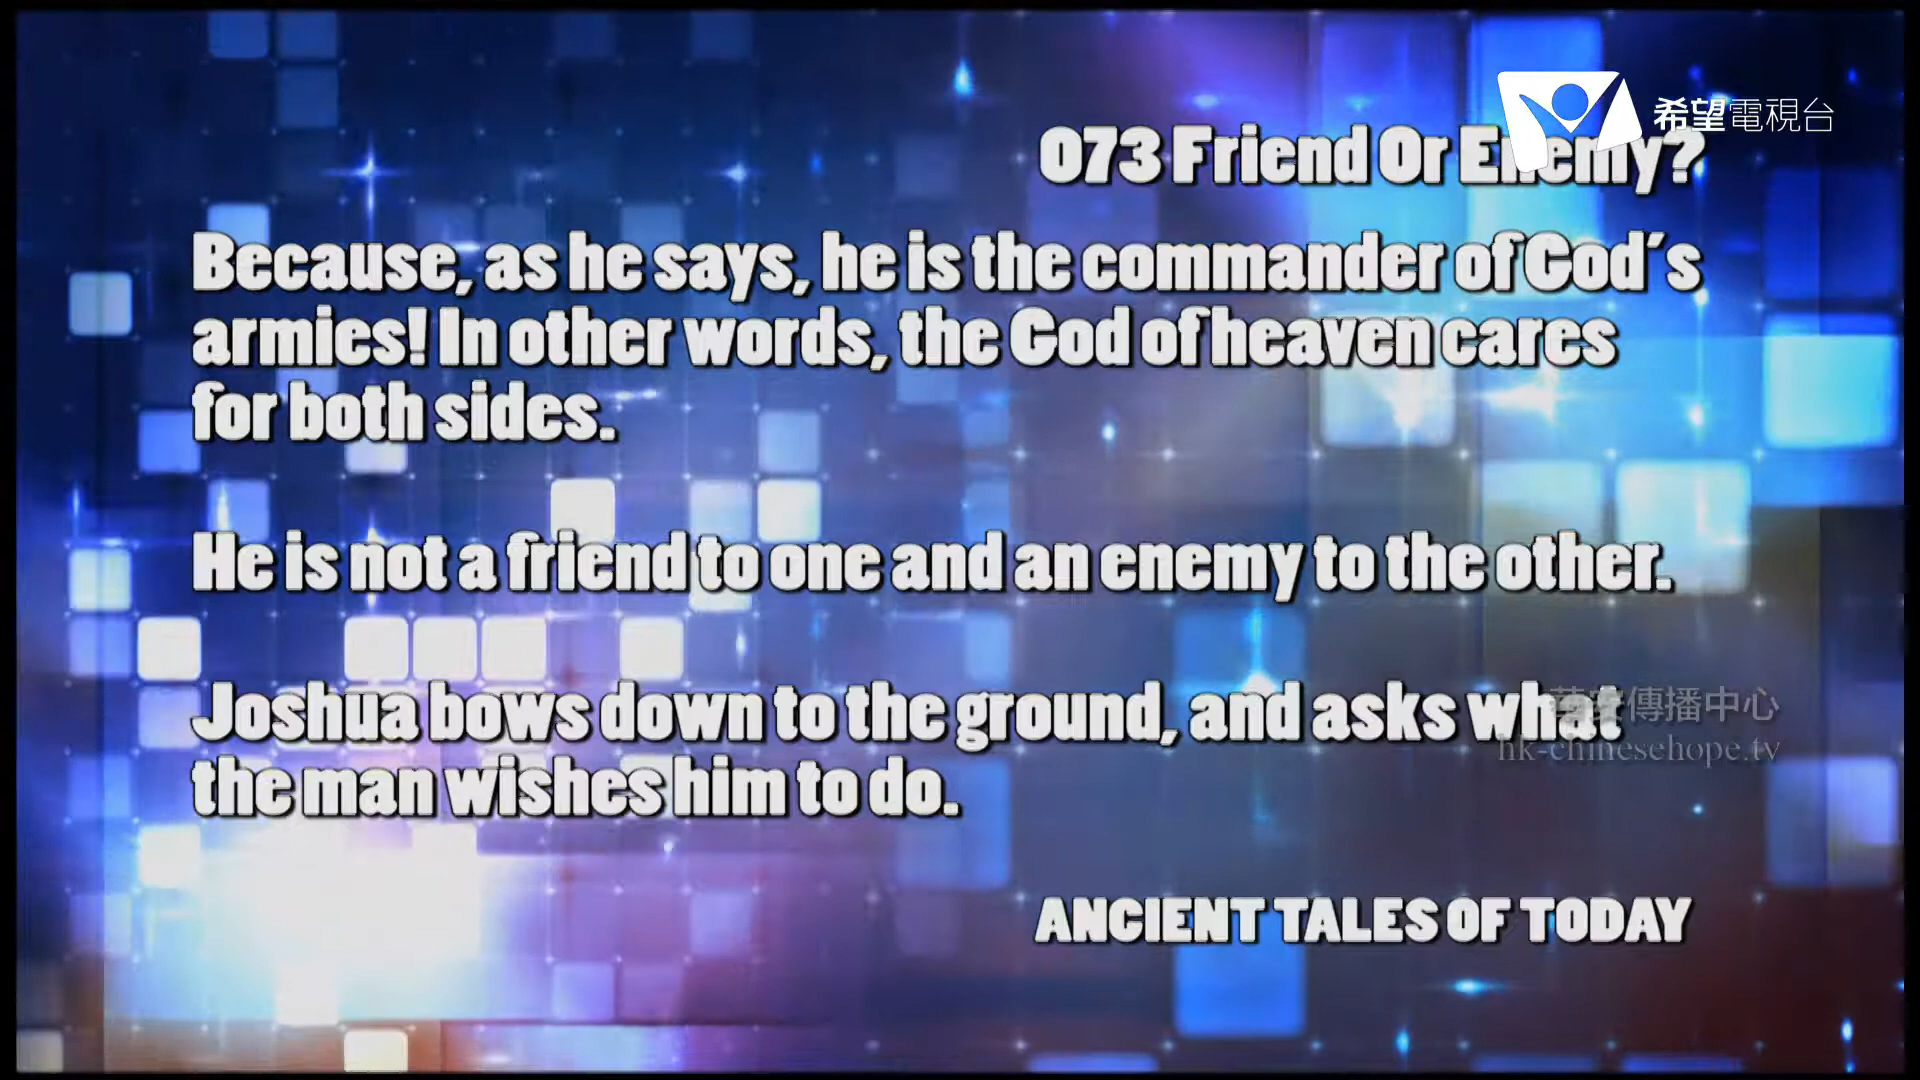 希望電視台
073 Friend Or Enemy?
Because, as he says, he is the commander of God's
armies! In other words, the God of heaven cares
for both sides.
He is not a friend to one and an enemy to the other.
Joshua bows down to the ground, and asks what
the man wishes him to do.
傳播中心
hk-chinesehope.tv
ANCIENT TALES OF TODAY